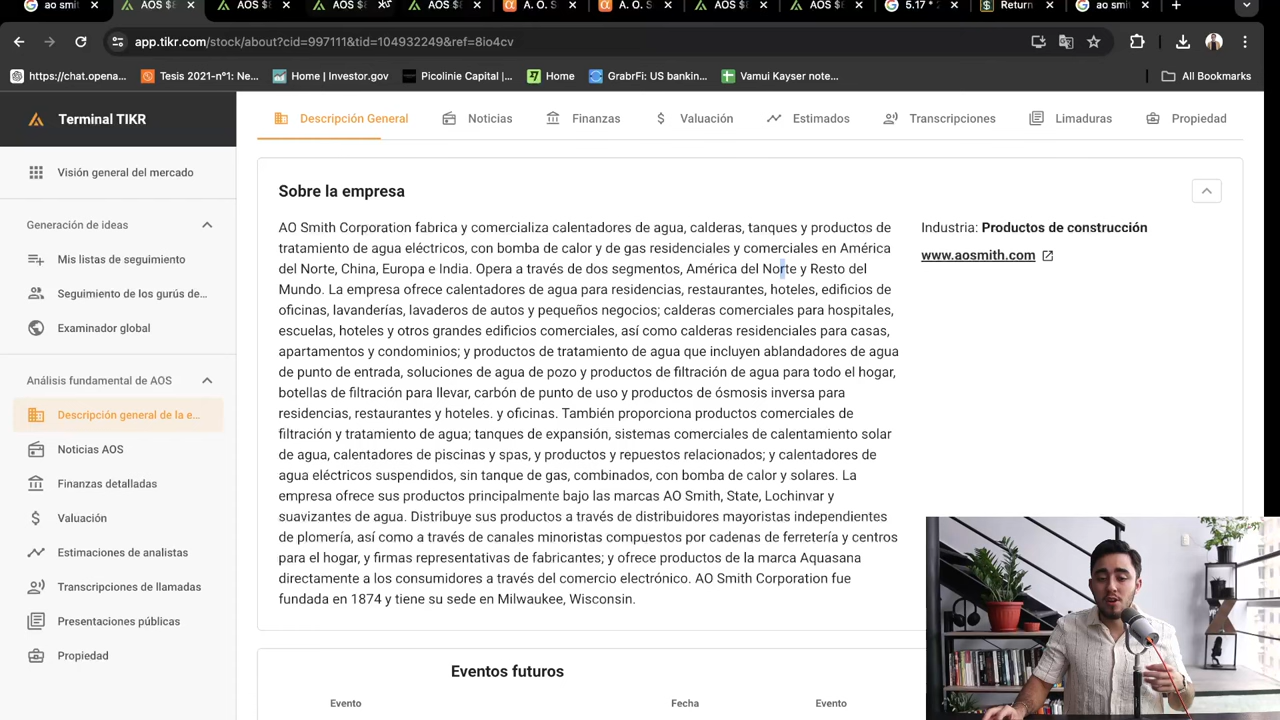 ao smi
AOS $
AOS $
AOS $
AOS $
A. O. S
A. O. S
AOS $
AOS $
5.17 *
Return
ao smit
app.tikr.com/stock/about?cid=997111&tid=104932249&ref=8io4cv
https://chat.opena...
Tesis 2021-nº1: Ne...
Home | Investor.gov
Picolinie Capital |...
Home
GrabrFi: US bankin...
Vamui Kayser note...
All Bookmarks
Terminal TIKR
Descripción General
Noticias
Finanzas
Valuación
Estimados
Transcripciones
Limaduras
Propiedad
Visión general del mercado
Generación de ideas
Mis listas de seguimiento
Seguimiento de los gurús de...
Examinador global
Análisis fundamental de AOS
Descripción general de la e...
Noticias AOS
Finanzas detalladas
Valuación
Estimaciones de analistas
Transcripciones de llamadas
Presentaciones públicas
Propiedad
Sobre la empresa
AO Smith Corporation fabrica y comercializa calentadores de agua, calderas, tanques y productos de
tratamiento de agua eléctricos, con bomba de calor y de gas residenciales y comerciales en América
del Norte, China, Europa e India. Opera a través de dos segmentos, América del Norte y Resto del
Mundo. La empresa ofrece calentadores de agua para residencias, restaurantes, hoteles, edificios de
oficinas, lavanderías, lavaderos de autos y pequeños negocios; calderas comerciales para hospitales,
escuelas, hoteles y otros grandes edificios comerciales, así como calderas residenciales para casas,
apartamentos y condominios; y productos de tratamiento de agua que incluyen ablandadores de agua
de punto de entrada, soluciones de agua de pozo y productos de filtración de agua para todo el hogar,
botellas de filtración para llevar, carbón de punto de uso y productos de ósmosis inversa para
residencias, restaurantes y hoteles. y oficinas. También proporciona productos comerciales de
filtración y tratamiento de agua; tanques de expansión, sistemas comerciales de calentamiento solar
de agua, calentadores de piscinas y spas, y productos y repuestos relacionados; y calentadores de
agua eléctricos suspendidos, sin tanque de gas, combinados, con bomba de calor y solares. La
empresa ofrece sus productos principalmente bajo las marcas AO Smith, State, Lochinvar y
suavizantes de agua. Distribuye sus productos a través de distribuidores mayoristas independientes
de plomería, así como a través de canales minoristas compuestos por cadenas de ferretería y centros
para el hogar, y firmas representativas de fabricantes; y ofrece productos de la marca Aquasana
directamente a los consumidores a través del comercio electrónico. AO Smith Corporation fue
fundada en 1874 y tiene su sede en Milwaukee, Wisconsin.
Industria: Productos de construcción
www.aosmith.com
Eventos futuros
Evento
Fecha
Evento